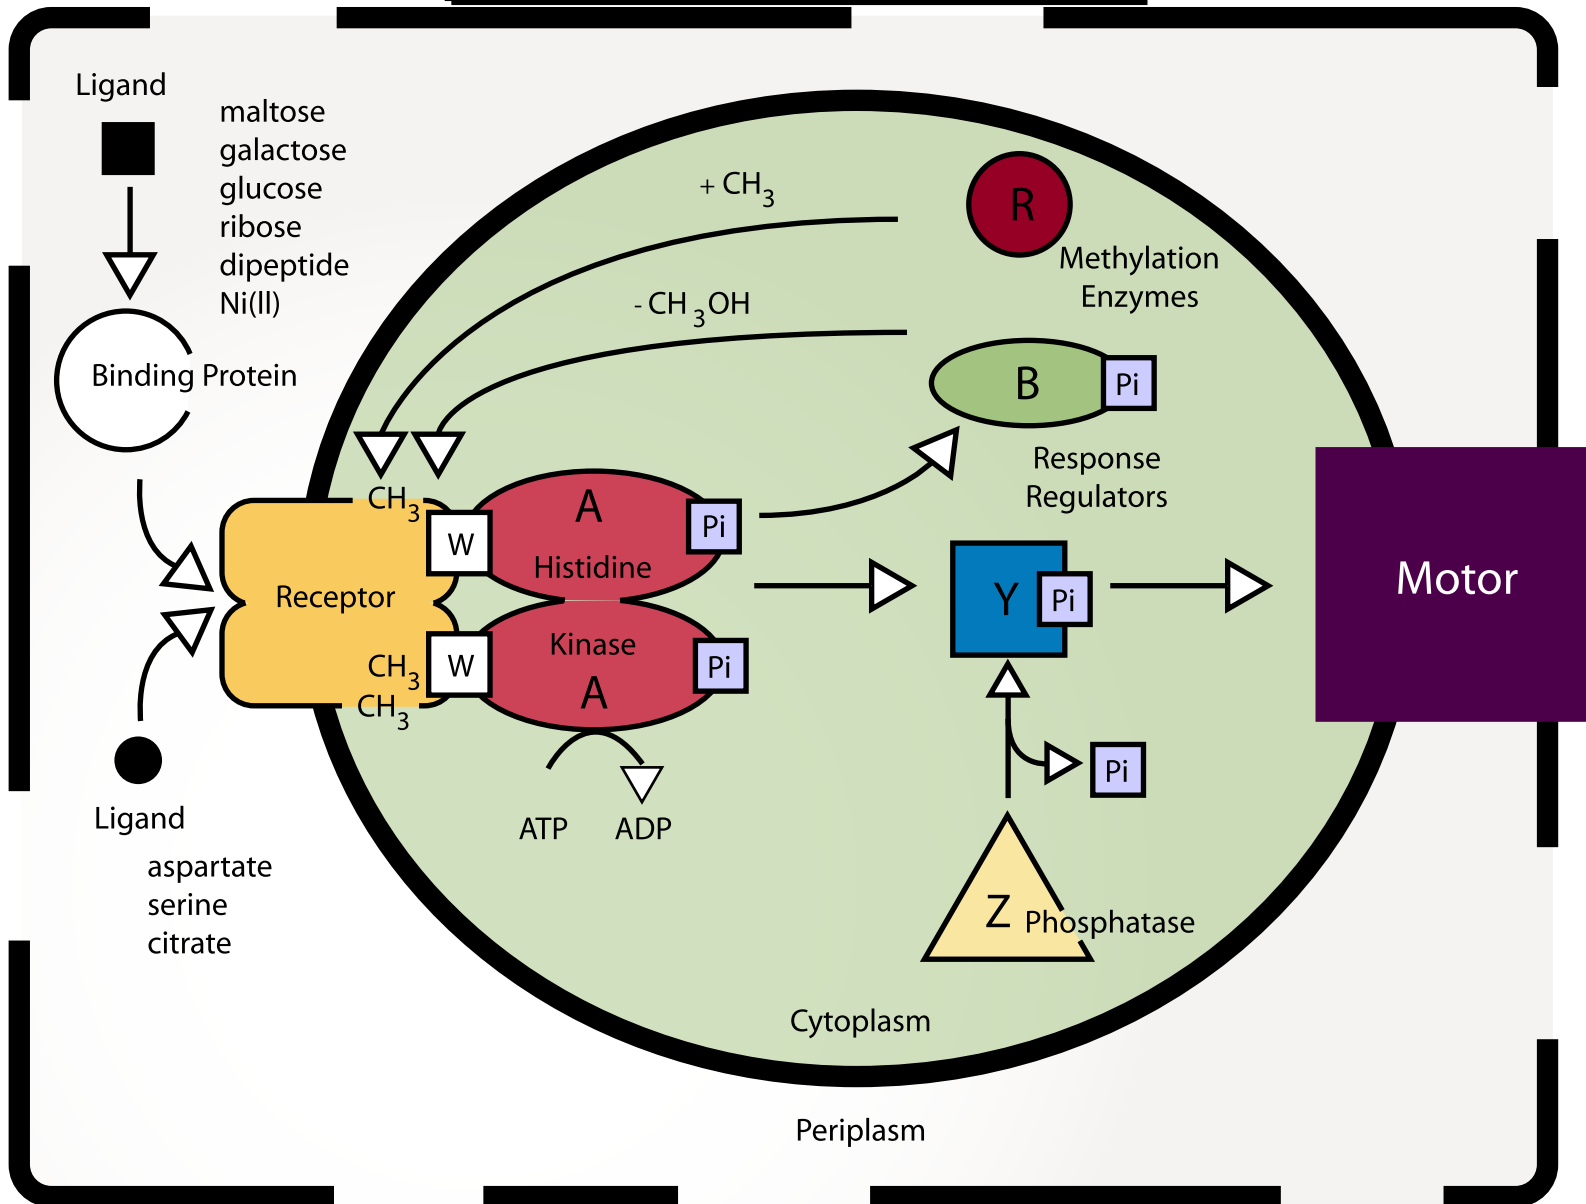 Ligand
maltose
galactose
glucose
ribose
dipeptide
Ni(II)
Binding Protein
+ CH3
- CH3OH
R
Methylation
Enzymes
B
Pi
Response
Regulators
CH3
W
A
Histidine
Pi
Receptor
CH3
CH3
W
Kinase
A
Pi
Y
Pi
Motor
Pi
ATP
ADP
Ligand
aspartate
serine
citrate
Z
Phosphatase
Cytoplasm
Periplasm